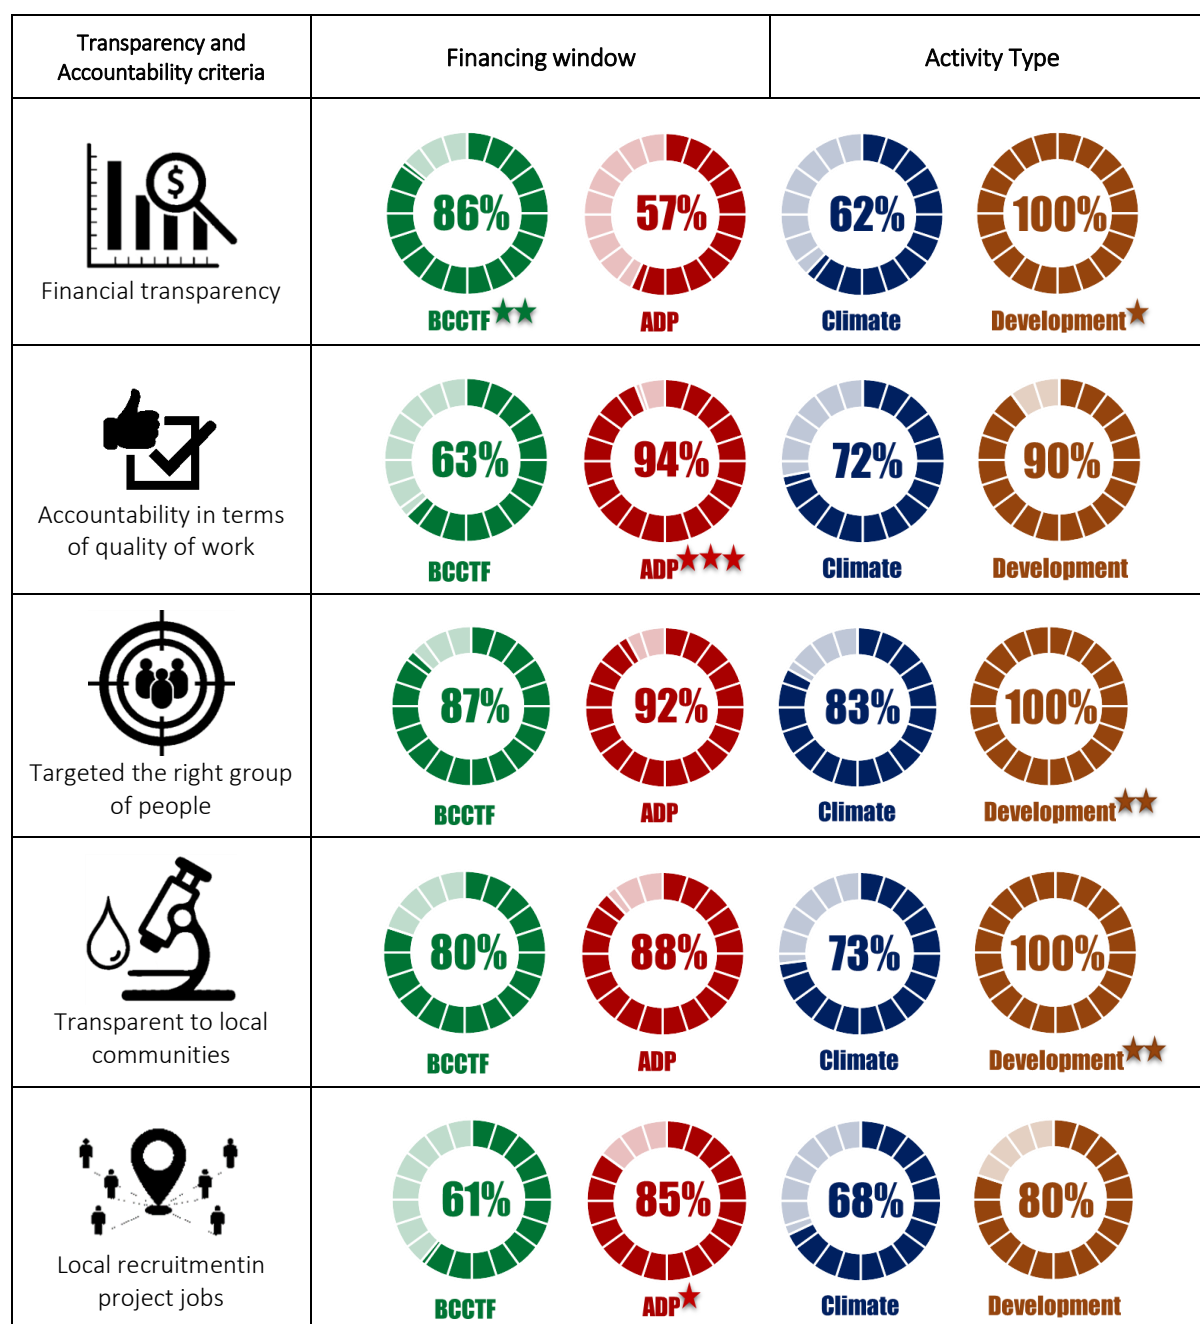 Transparency and
Accountability criteria
Financing window
Activity Type
$
Financial transparency
86%
BCCTF★★
57%
ADP
62%
Climate
100%
Development★
Accountability in terms
of quality of work
63%
BCCTF
94%
ADP★★★
72%
Climate
90%
Development
Targeted the right group
of people
87%
BCCTF
92%
ADP
83%
Climate
100%
Development★★
Transparent to local
communities
80%
BCCTF
88%
ADP
73%
Climate
100%
Development★★
Local recruitmentin
project jobs
61%
BCCTF
85%
ADP★
68%
Climate
80%
Development